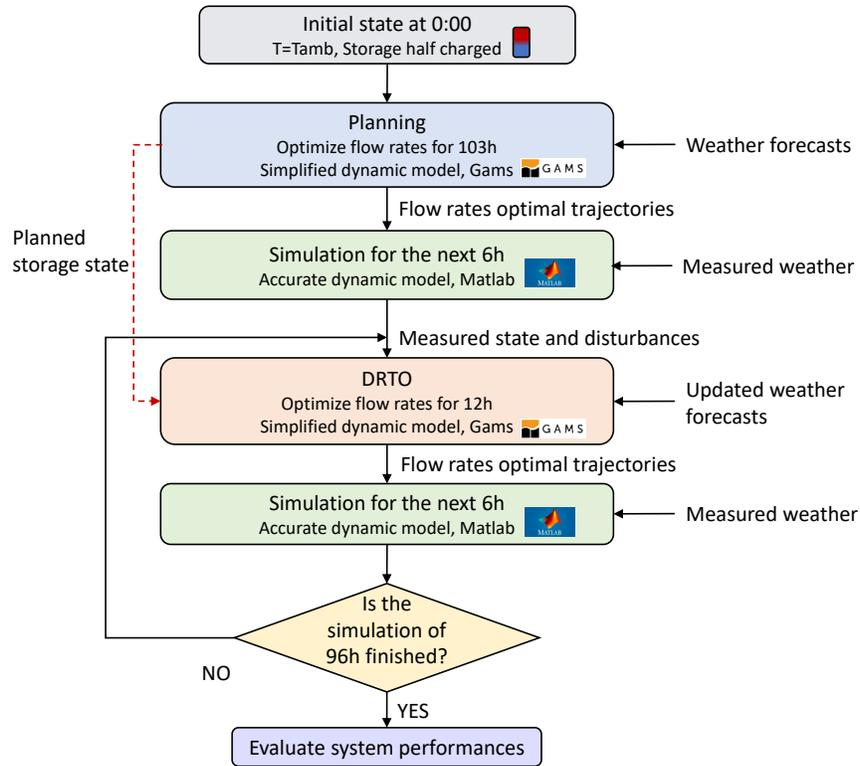 Initial state at 0:00
T=Tamb, Storage half charged
Planning
Optimize flow rates for 103h
Simplified dynamic model, Gams GAMS
Weather forecasts
Flow rates optimal trajectories
Planned
storage state
Simulation for the next 6h
Accurate dynamic model, Matlab MATLAB
Measured weather
Measured state and disturbances
DRTO
Optimize flow rates for 12h
Simplified dynamic model, Gams GAMS
Updated weather
forecasts
Flow rates optimal trajectories
Simulation for the next 6h
Accurate dynamic model, Matlab MATLAB
Measured weather
Is the
simulation of
96h finished?
NO
YES
Evaluate system performances